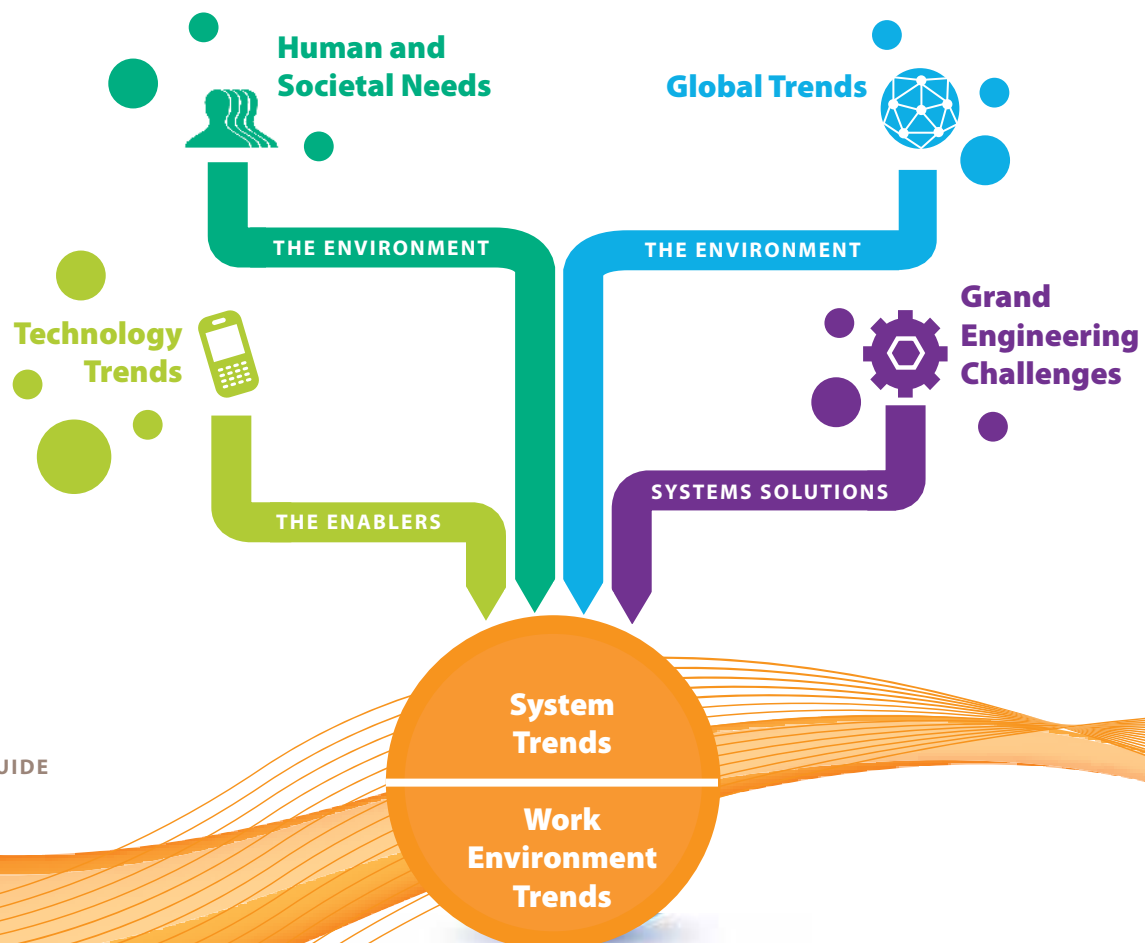 Human and
Societal Needs
Global Trends
THE ENVIRONMENT
THE ENVIRONMENT
Technology
Trends
Grand
Engineering
Challenges
SYSTEMS SOLUTIONS
THE ENABLERS
System
Trends
UIDE
Work
Environment
Trends